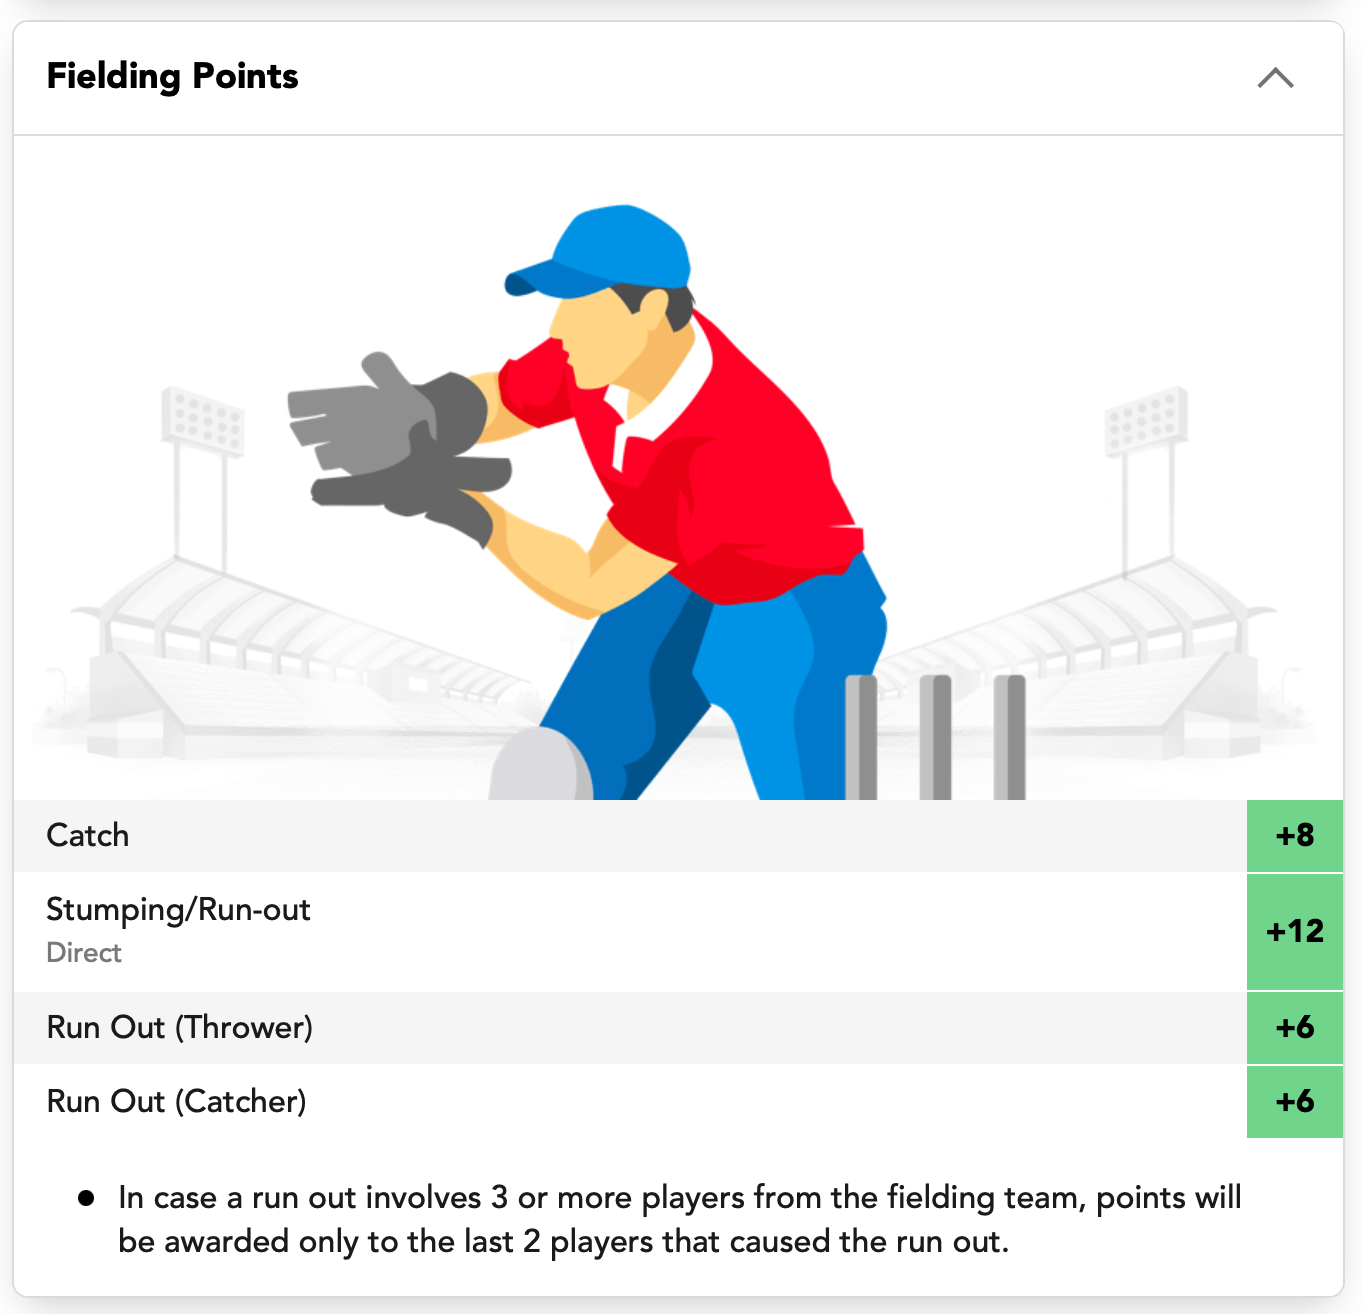 Fielding Points
Catch
+8
Stumping/Run-out
Direct
+12
Run Out (Thrower)
+6
Run Out (Catcher)
+6
● In case a run out involves 3 or more players from the fielding team, points will
be awarded only to the last 2 players that caused the run out.